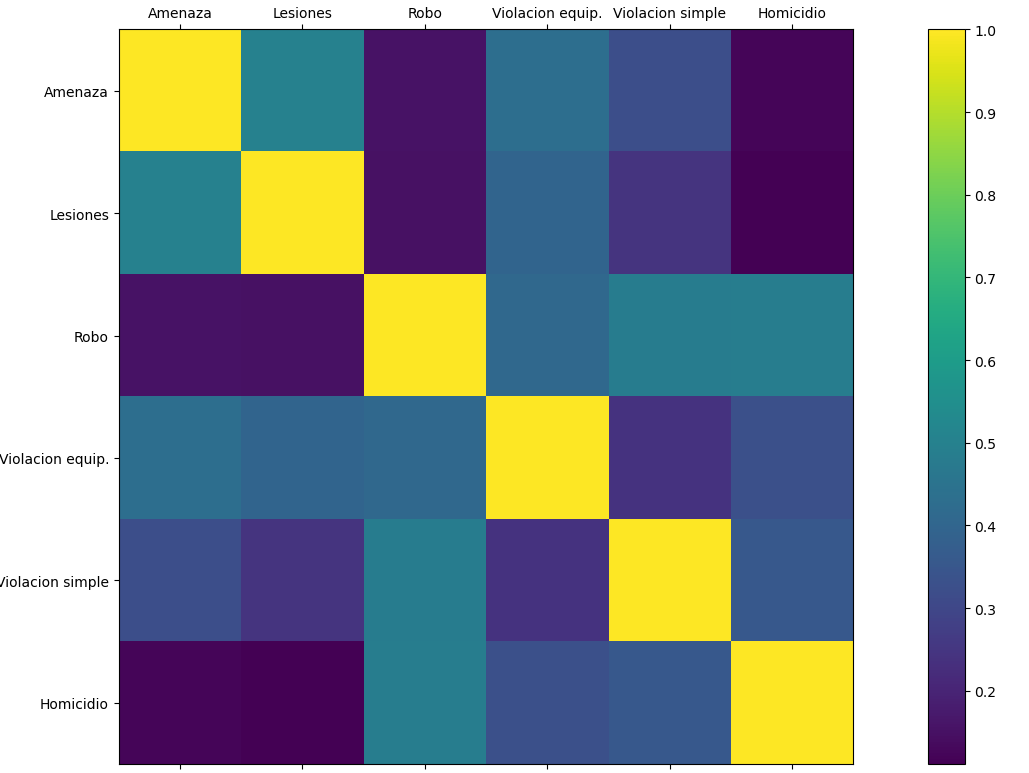 Amenaza Lesiones Robo Violacion equip. Violacion simple Homicidio
Amenaza
Lesiones
Robo
Violacion equip.
Violacion simple
Homicidio
1.0
0.9
0.8
0.7
0.6
0.5
0.4
0.3
0.2